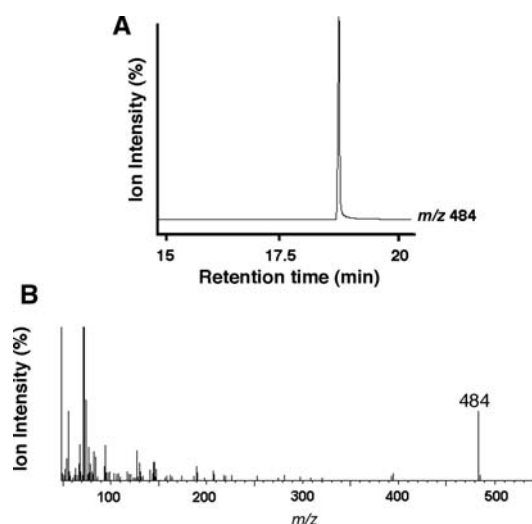 A
Ion Intensity (%)
m/z 484
15 17.5 20
Retention time (min)
B
Ion Intensity (%)
484
100 200 300 400 500
m/z